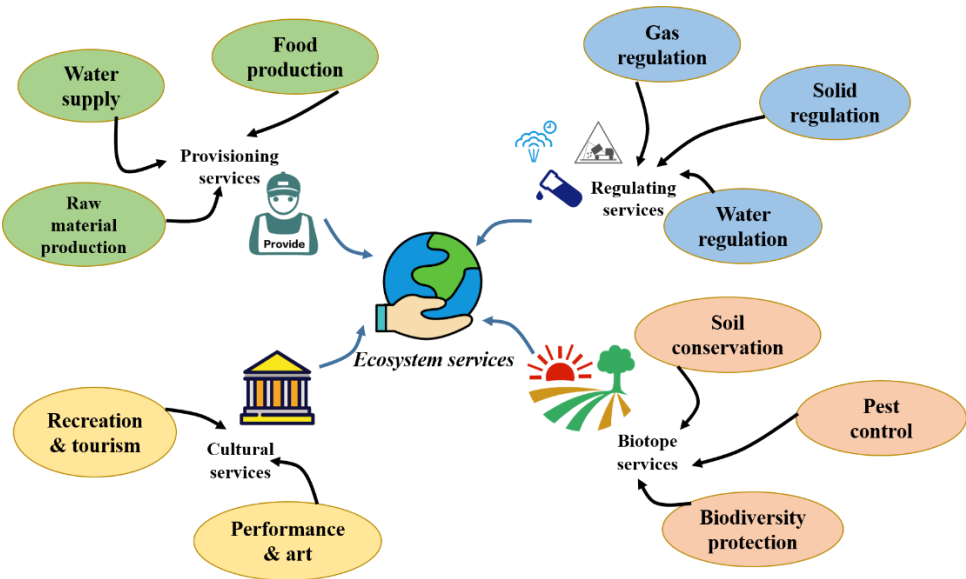 Water
supply
Food
production
Raw
material
production
Provisioning
services
Provide
Gas
regulation
Solid
regulation
Water
regulation
Regulating
services
Ecosystem services
Recreation
& tourism
Performance
& art
Cultural
services
Soil
conservation
Pest
control
Biodiversity
protection
Biotope
services